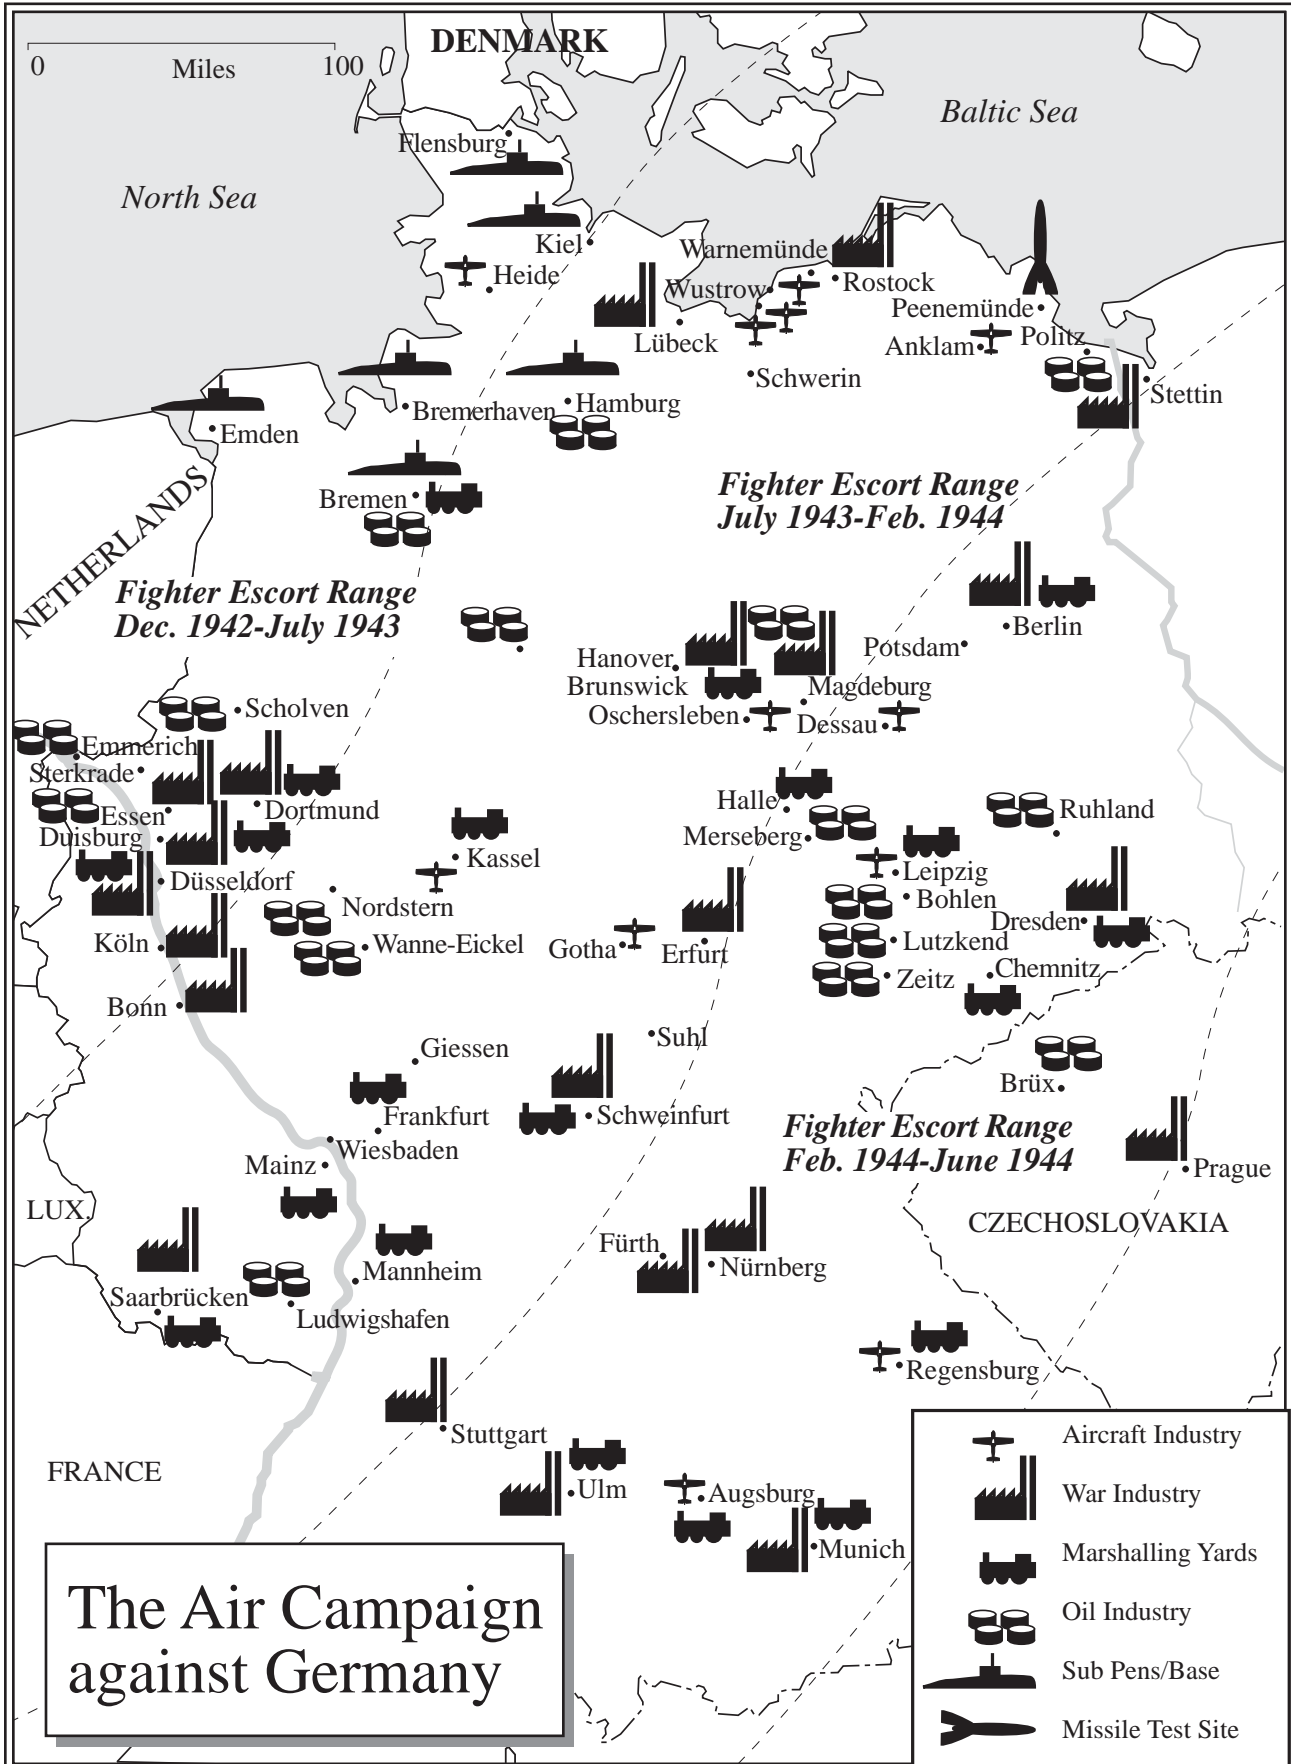 DENMARK
0 Miles 100
Baltic Sea
Flensburg
North Sea
Kiel
Warnemünde
Heide
Wustrow
Rostock
Peenemünde
Lübeck
Anklam
Politz
Schwerin
Stettin
Bremerhaven
Hamburg
Emden
NETHERLANDS
Bremen
Fighter Escort Range
July 1943-Feb. 1944
Fighter Escort Range
Dec. 1942-July 1943
Berlin
Potsdam
Hanover
Brunswick
Magdeburg
Oschersleben
Dessau
Scholven
Emmerich
Sterkrade
Essen
Dortmund
Duisburg
Halle
Merseberg
Ruhland
Kassel
Leipzig
Düsseldorf
Bohlen
Nordstern
Dresden
Köln
Wanne-Eickel
Gotha
Erfurt
Lutzkend
Zeitz
Chemnitz
Bonn
Suhl
Giessen
Brüx
Frankfurt
Schweinfurt
Wiesbaden
Fighter Escort Range
Feb. 1944-June 1944
Mainz
Prague
LUX.
CZECHOSLOVAKIA
Fürth
Nürnberg
Mannheim
Saarbrücken
Ludwigshafen
Regensburg
Stuttgart
FRANCE
Ulm
Augsburg
Munich
The Air Campaign
against Germany
Aircraft Industry
War Industry
Marshalling Yards
Oil Industry
Sub Pens/Base
Missile Test Site